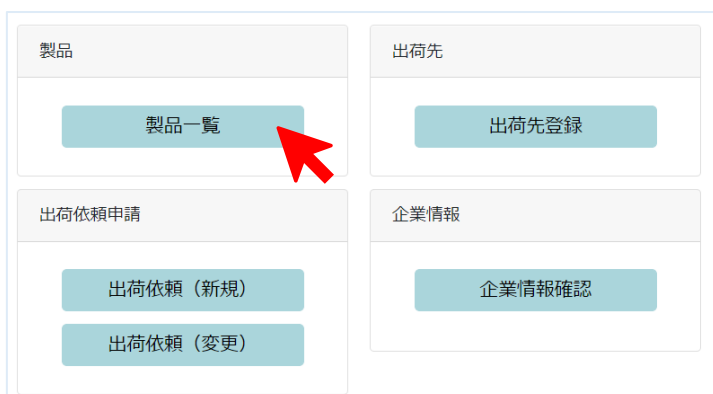 製品
製品一覧
出荷先
出荷先登録
出荷依頼申請
出荷依頼（新規）
出荷依頼（変更）
企業情報
企業情報確認